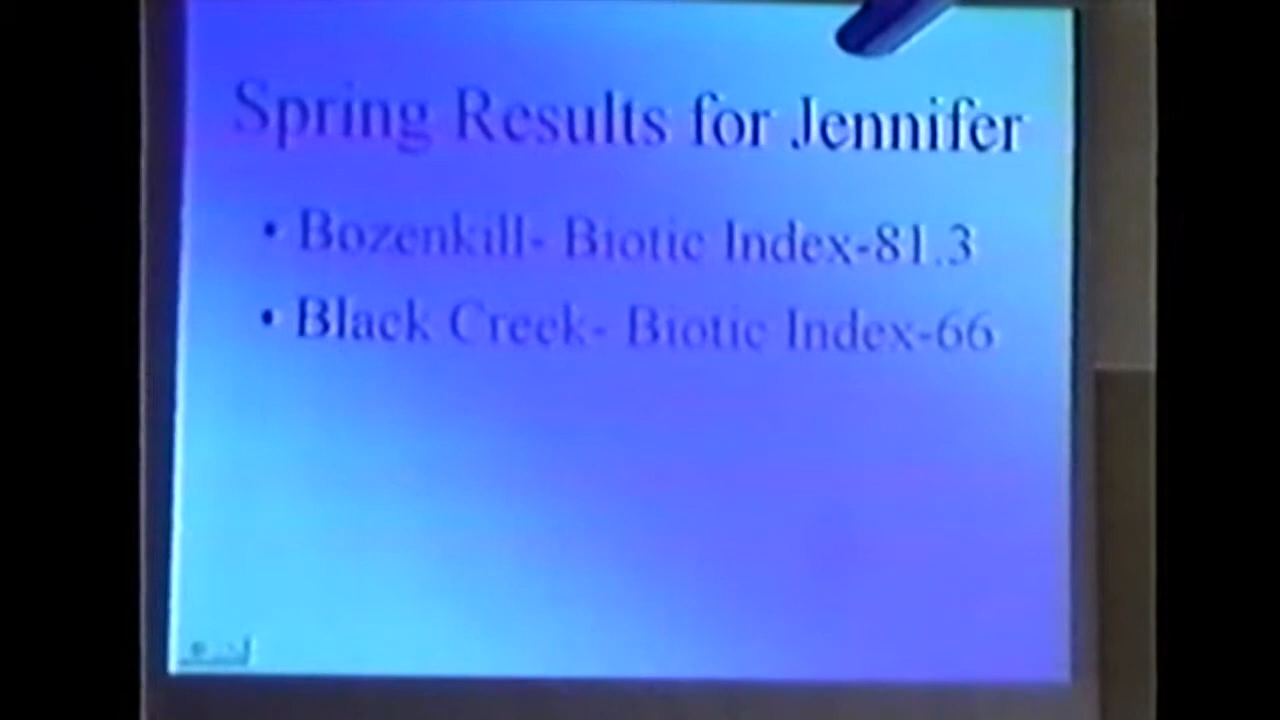 Spring Results for Jennifer
• Bozenkill- Biotic Index-81.3
• Black Creek- Biotic Index-66